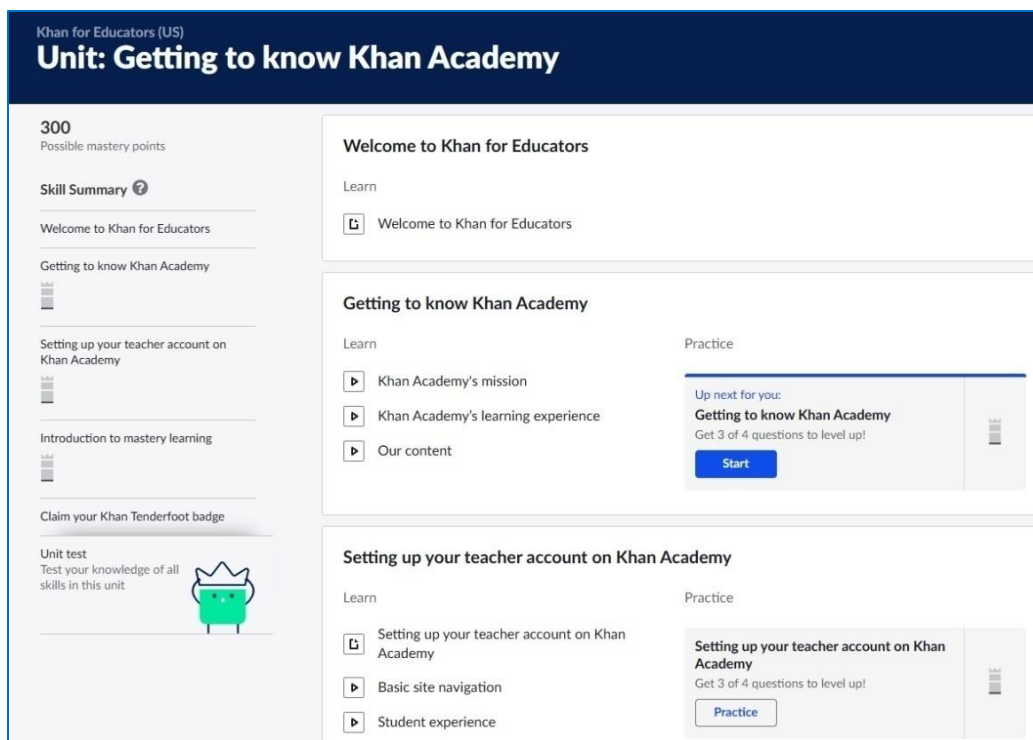 Khan for Educators (US)
Unit: Getting to know Khan Academy
300
Possible mastery points
Skill Summary ?
Welcome to Khan for Educators
Getting to know Khan Academy
Setting up your teacher account on
Khan Academy
Introduction to mastery learning
Claim your Khan Tenderfoot badge
Unit test
Test your knowledge of all
skills in this unit
Welcome to Khan for Educators
Learn
Welcome to Khan for Educators
Getting to know Khan Academy
Learn
Khan Academy's mission
Khan Academy's learning experience
Our content
Practice
Up next for you:
Getting to know Khan Academy
Get 3 of 4 questions to level up!
Start
Setting up your teacher account on Khan Academy
Learn
Setting up your teacher account on Khan
Academy
Basic site navigation
Student experience
Practice
Setting up your teacher account on Khan
Academy
Get 3 of 4 questions to level up!
Practice